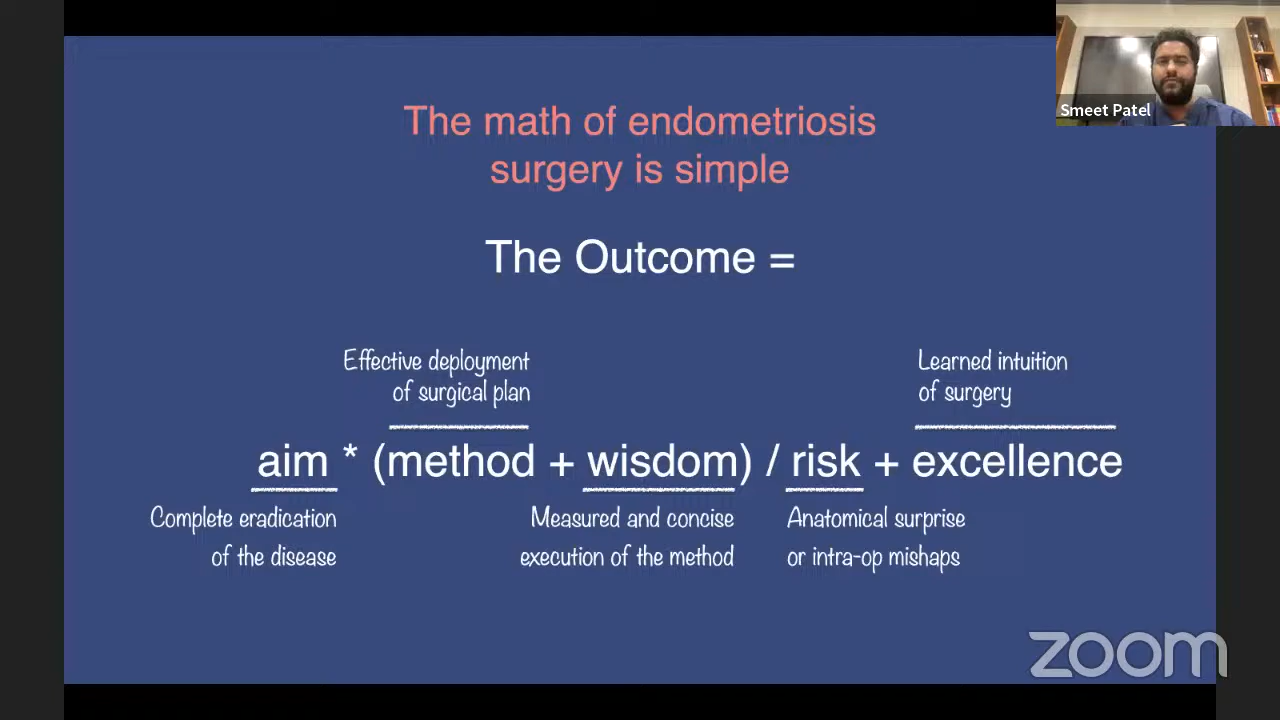 Smeet Patel
The math of endometriosis
surgery is simple
The Outcome =
Effective deployment
of surgical plan
Learned intuition
of surgery
aim * (method + wisdom) / risk + excellence
Complete eradication
of the disease
Measured and concise
execution of the method
Anatomical surprise
or intra-op mishaps
zoom